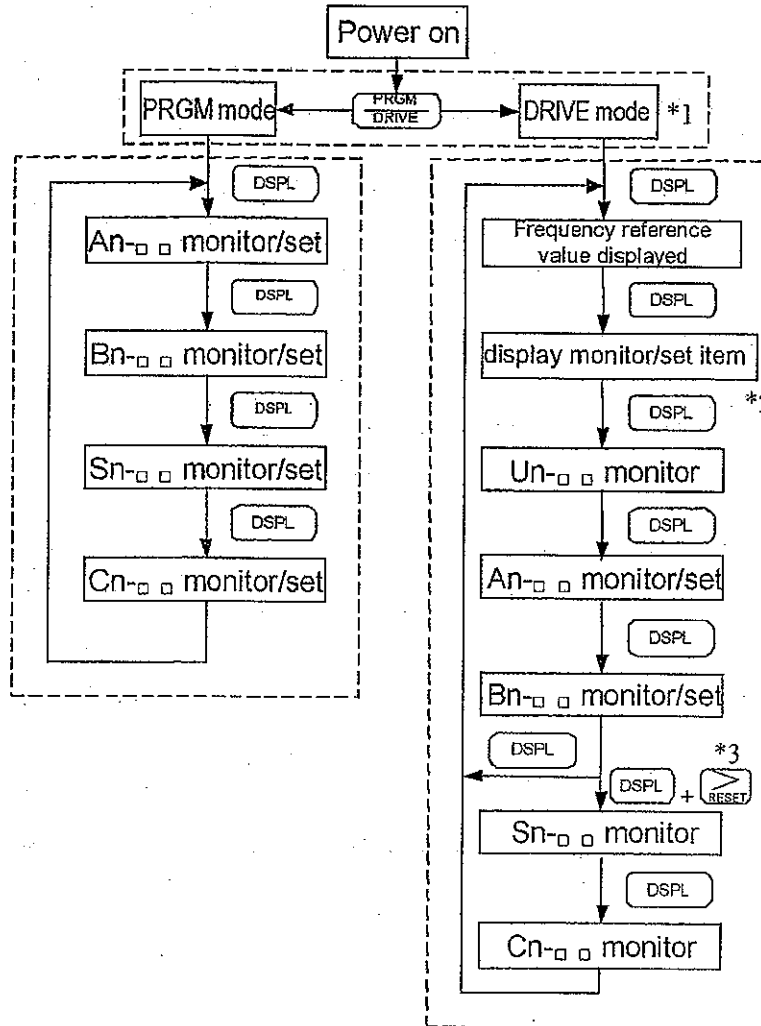 Power on
PRGM mode
PRGM
DRIVE
DRIVE mode *1
DSPL
An-□ □ monitor/set
DSPL
Bn-□ □ monitor/set
DSPL
Sn-□ □ monitor/set
DSPL
Cn-□ □ monitor/set
DSPL
Frequency reference
value displayed
DSPL
display monitor/set item
DSPL
Un-□ □ monitor
DSPL
An-□ □ monitor/set
DSPL
Bn-□ □ monitor/set
DSPL
*3
DSPL + >
RESET
Sn-□ □ monitor
DSPL
Cn-□ □ monitor